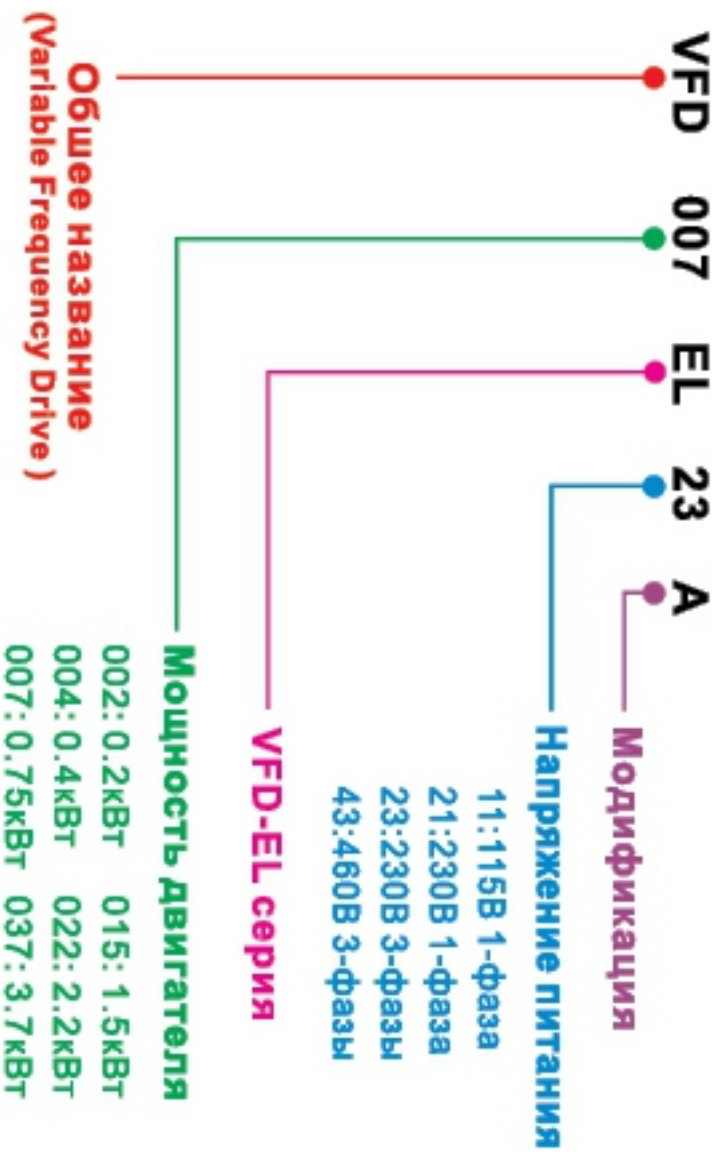 VFD 007 EL 23 A
Модификация
Напряжение питания
11:115В 1-фаза
21:230В 1-фаза
23:230В 3-фазы
43:460В 3-фазы
VFD-EL серия
Мощность двигателя
002: 0.2кВт 015: 1.5кВт
004: 0.4кВт 022: 2.2кВт
007: 0.75кВт 037: 3.7кВт
Общее название
(Variable Frequency Drive )